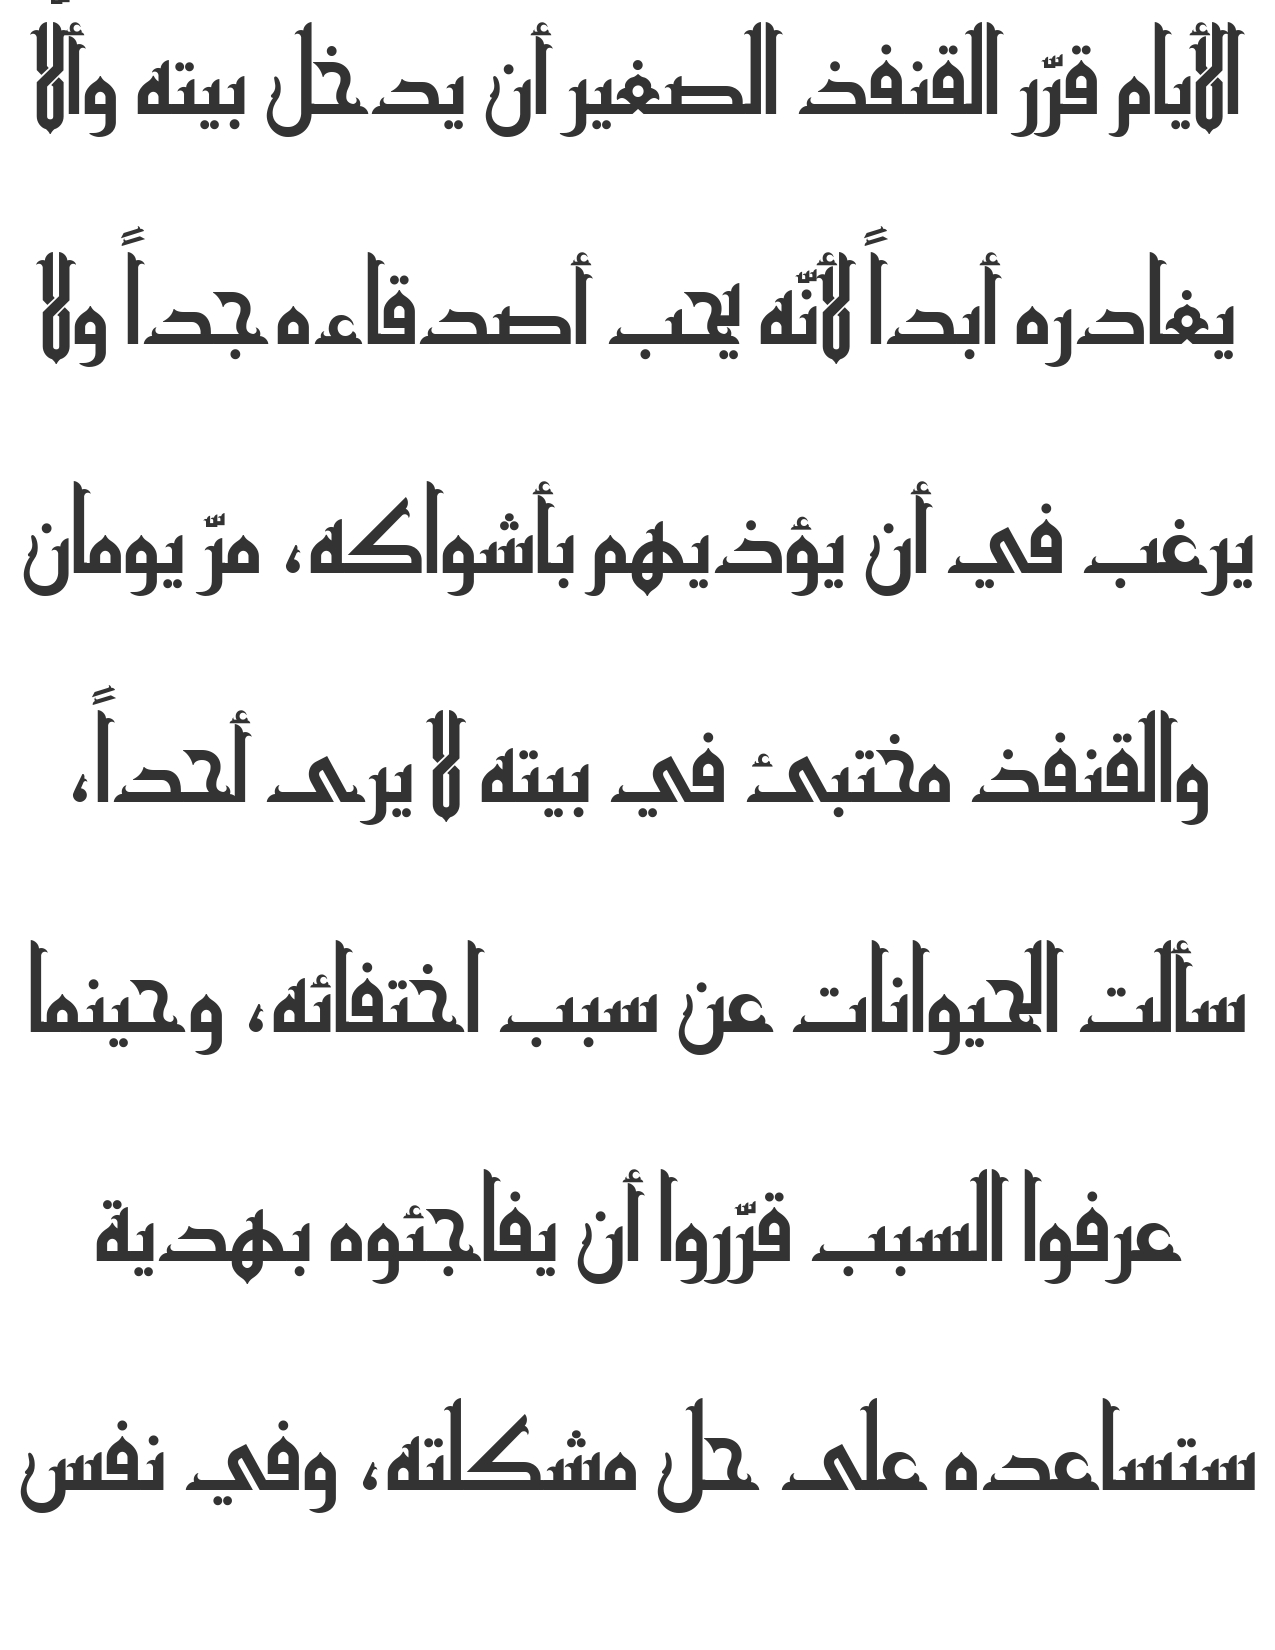 الأيام قرّر القنفذ الصغير أن يدخل بيته وألّا
يغادره أبداً لأنّه يحب أصدقاءه جداً ولا
يرغب في أن يؤذيهم بأشواكه، مرّ يومان
والقنفذ مختبئ في بيته لا يرى أحداً،
سألت الحيوانات عن سبب اختفائه، وحينما
عرفوا السبب قرّروا أن يفاجئوه بهدية
ستساعده على حل مشكلته، وفي نفس